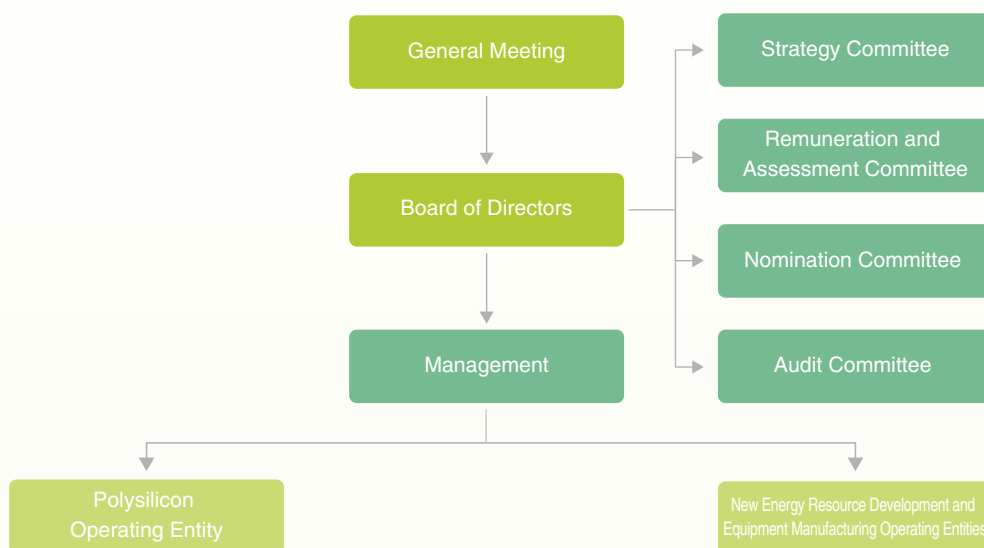 General Meeting
Strategy Committee
Remuneration and
Assessment Committee
Board of Directors
Nomination Committee
Management
Audit Committee
Polysilicon
Operating Entity
New Energy Resource Development and
Equipment Manufacturing Operating Entities